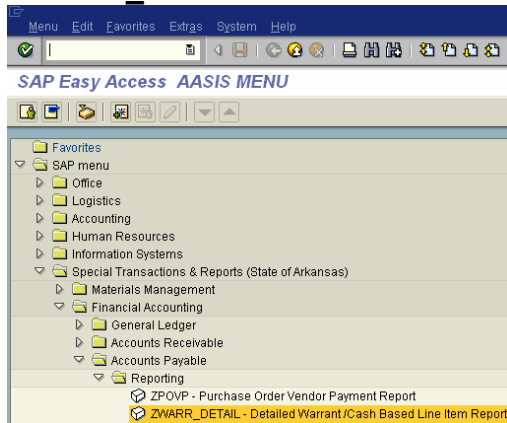 Menu Edit Favorites Extras System Help
SAP Easy Access AASIS MENU
Favorites
SAP menu
Office
Logistics
Accounting
Human Resources
Information Systems
Special Transactions & Reports (State of Arkansas)
Materials Management
Financial Accounting
General Ledger
Accounts Receivable
Accounts Payable
Reporting
ZPOVP - Purchase Order Vendor Payment Report
ZWARR_DETAIL - Detailed Warrant /Cash Based Line Item Report